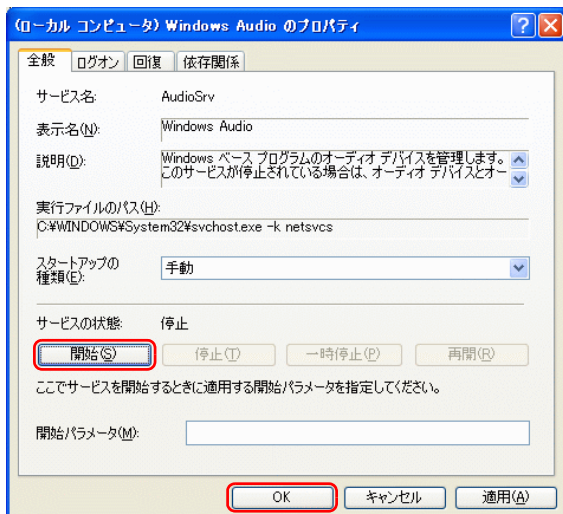 (ローカル コンピュータ) Windows Audio のプロパティ
全般 ログオン 回復 依存関係
サービス名: AudioSrv
表示名(N): Windows Audio
説明(D): Windows ベース プログラムのオーディオ デバイスを管理します。
このサービスが停止されている場合は、オーディオ デバイスとオー
実行ファイルのパス(H):
C:¥WINDOWS¥System32¥svchost.exe -k netsvcs
スタートアップの
種類(E): 手動
サービスの状態: 停止
開始(S) 停止(T) 一時停止(P) 再開(R)
ここでサービスを開始するときに適用する開始パラメータを指定してください。
開始パラメータ(M):
OK キャンセル 適用(A)